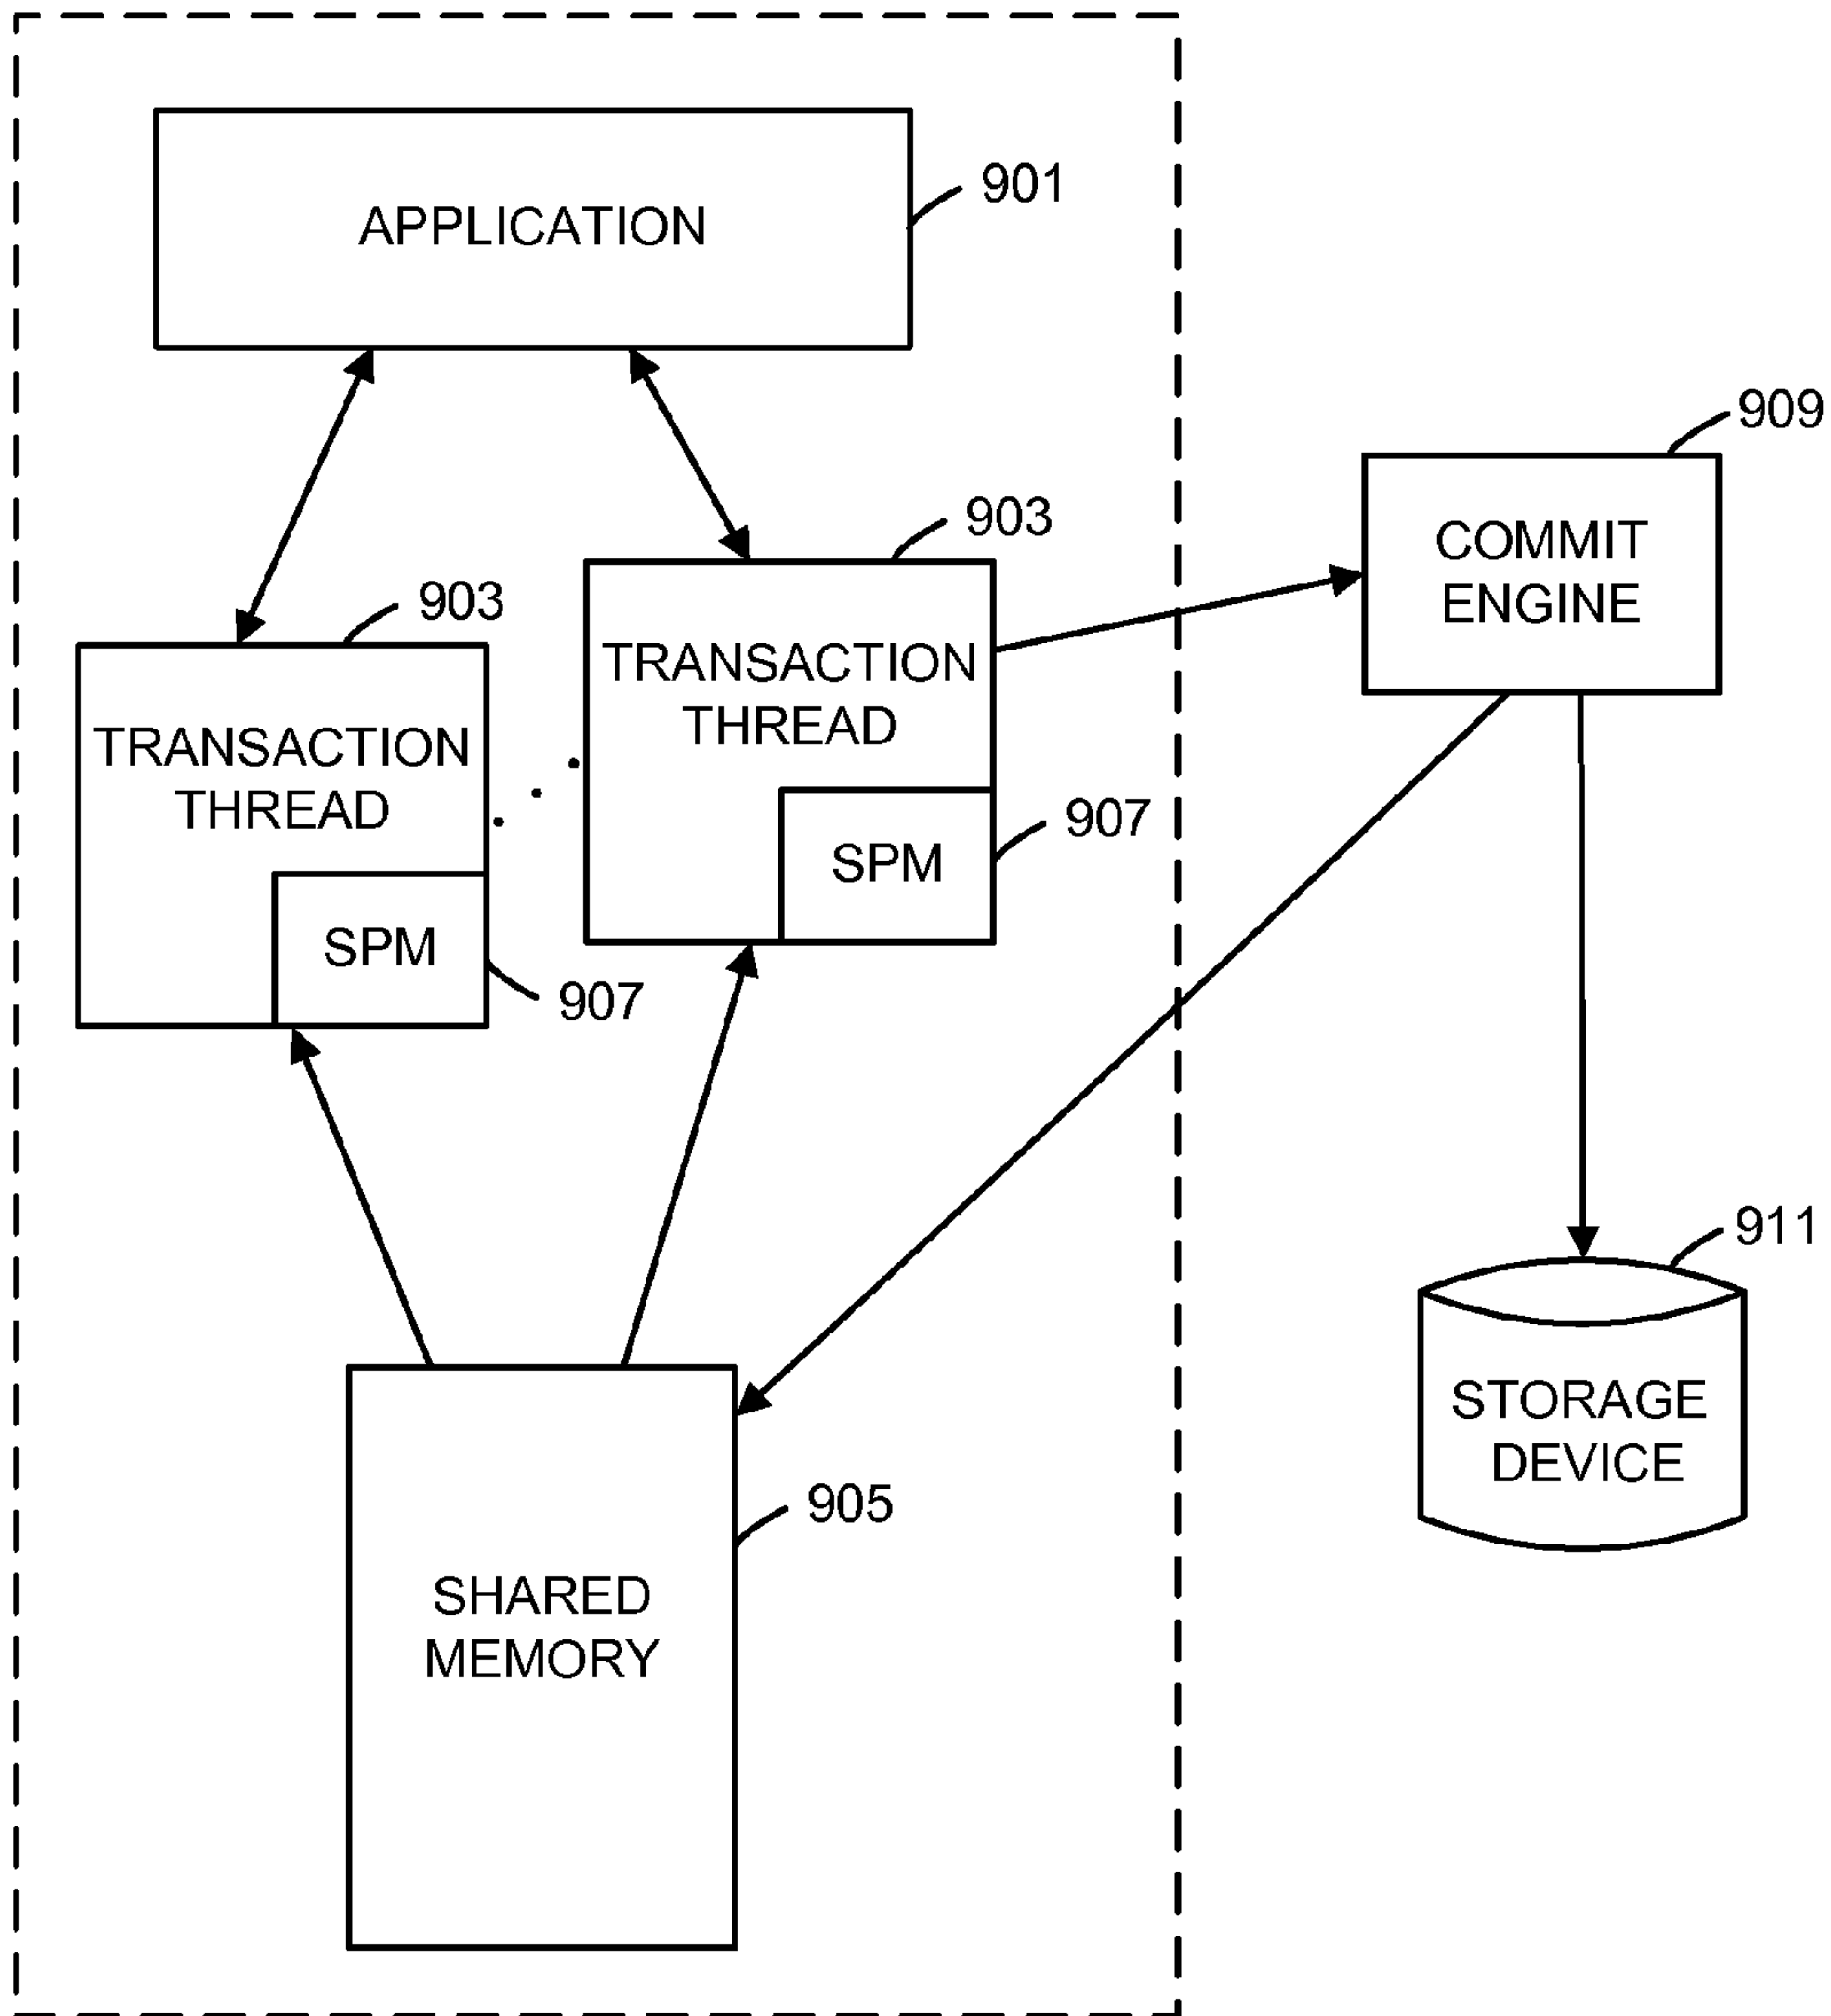 901
APPLICATION
909
COMMIT
ENGINE
903
TRANSACTION
THREAD
SPM
907
903
TRANSACTION
THREAD
SPM
907
911
STORAGE
DEVICE
905
SHARED
MEMORY